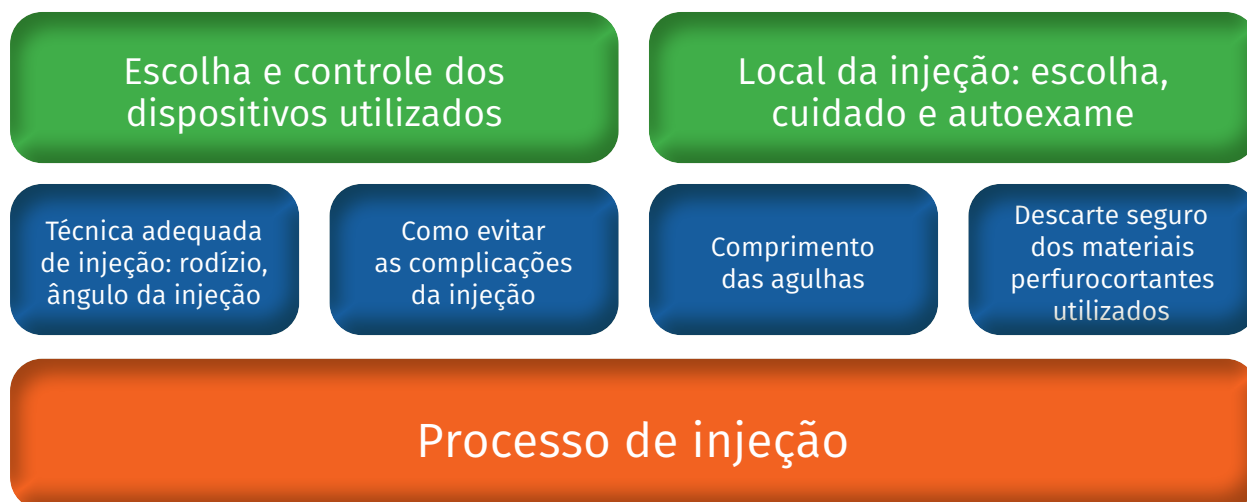 Escolha e controle dos
dispositivos utilizados
Local da injeção: escolha,
cuidado e autoexame
Técnica adequada
de injeção: rodízio,
ângulo da injeção
Como evitar
as complicações
da injeção
Comprimento
das agulhas
Descarte seguro
dos materiais
perfurocortantes
utilizados
Processo de injeção